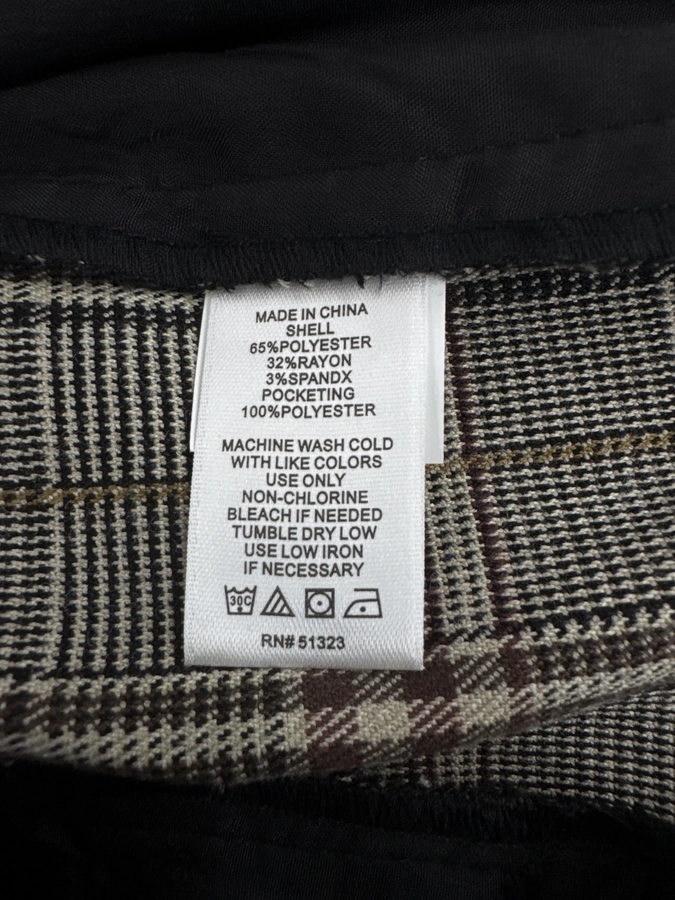 MADE IN CHINA
SHELL
65%POLYESTER
32%RAYON
3%SPANDX
POCKETING
100%POLYESTER
MACHINE WASH COLD
WITH LIKE COLORS
USE ONLY
NON-CHLORINE
BLEACH IF NEEDED
TUMBLE DRY LOW
USE LOW IRON
IF NECESSARY
30C
RN# 51323